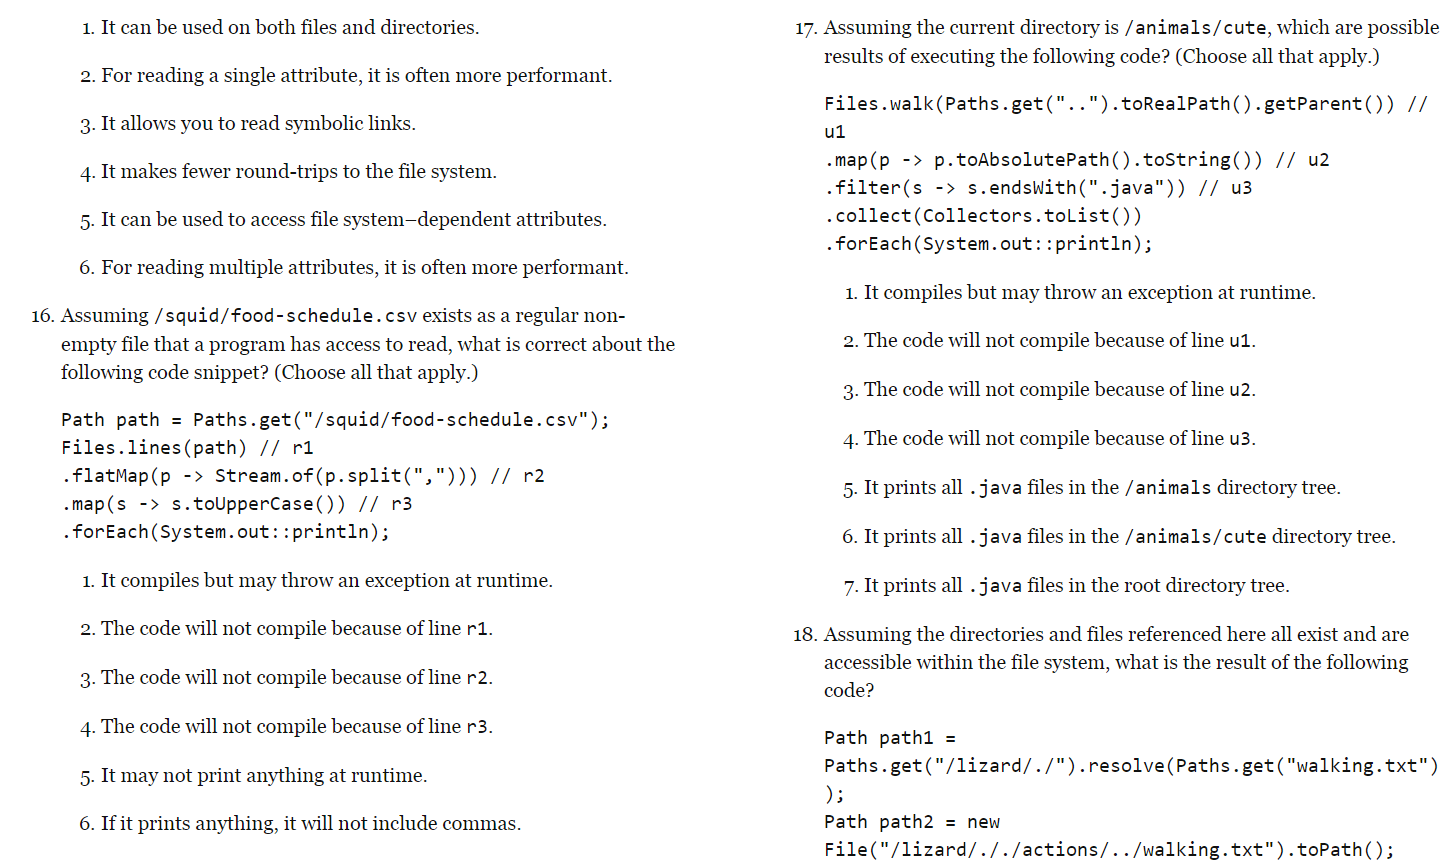 1. It can be used on both files and directories.
2. For reading a single attribute, it is often more performant.
3. It allows you to read symbolic links.
4. It makes fewer round-trips to the file system.
5. It can be used to access file system–dependent attributes.
6. For reading multiple attributes, it is often more performant.
16. Assuming /squid/food-schedule.csv exists as a regular non-
empty file that a program has access to read, what is correct about the
following code snippet? (Choose all that apply.)
Path path = Paths.get("/squid/food-schedule.csv");
Files.lines(path) // r1
.flatMap(p -> Stream.of(p.split(","))) // r2
.map(s -> s.toUpperCase()) // r3
.forEach(System.out::println);
1. It compiles but may throw an exception at runtime.
2. The code will not compile because of line r1.
3. The code will not compile because of line r2.
4. The code will not compile because of line r3.
5. It may not print anything at runtime.
6. If it prints anything, it will not include commas.
17. Assuming the current directory is /animals/cute, which are possible
results of executing the following code? (Choose all that apply.)
Files.walk(Paths.get("..").toRealPath().getParent()) //
u1
.map(p -> p.toAbsolutePath().toString()) // u2
.filter(s -> s.endsWith(".java")) // u3
.collect(Collectors.toList())
.forEach(System.out::println);
1. It compiles but may throw an exception at runtime.
2. The code will not compile because of line u1.
3. The code will not compile because of line u2.
4. The code will not compile because of line u3.
5. It prints all .java files in the /animals directory tree.
6. It prints all .java files in the /animals/cute directory tree.
7. It prints all .java files in the root directory tree.
18. Assuming the directories and files referenced here all exist and are
accessible within the file system, what is the result of the following
code?
Path path1 =
Paths.get("/lizard/./").resolve(Paths.get("walking.txt")
);
Path path2 = new
File("/lizard/././actions/../walking.txt").toPath();